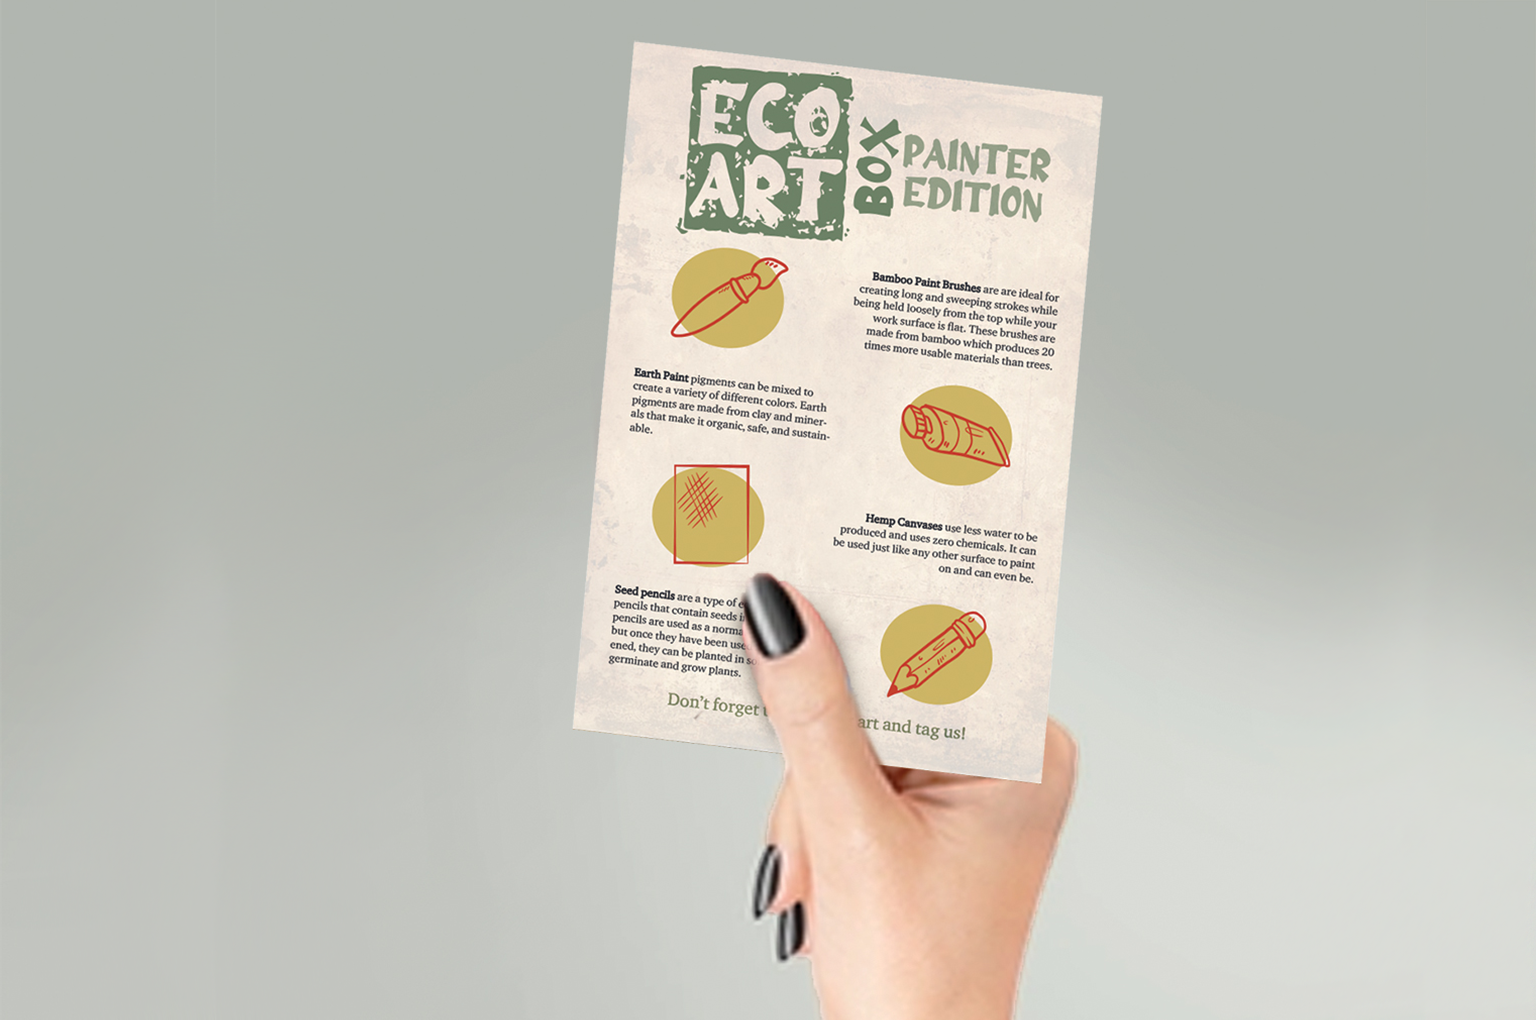 ECO
ART
BOX
PAINTER
EDITION
Bamboo Paint Brushes are are ideal for
creating long and sweeping strokes while
being held loosely from the top while your
work surface is flat. These brushes are
made from bamboo which produces 20
times more usable materials than trees.
Earth Paint pigments can be mixed to
create a variety of different colors. Earth
pigments are made from clay and miner-
als that make it organic, safe, and sustain-
able.
Hemp Canvases use less water to be
produced and uses zero chemicals. It can
be used just like any other surface to paint
on and can even be.
Seed pencils are a type of
pencils that contain seeds
pencils are used as a
but once they have been
ened, they can be planted in
germinate and grow plants.
Don't forget art and tag us!